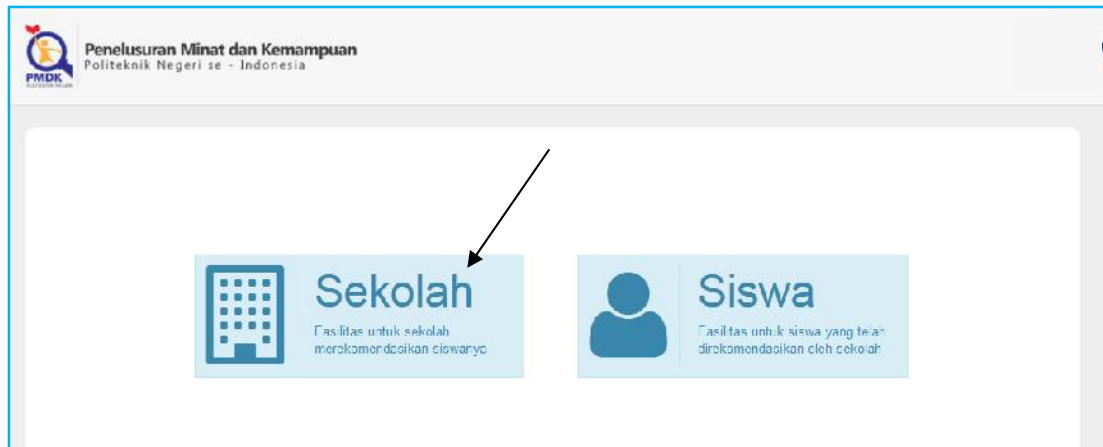 Penelusuran Minat dan Kemampuan
Politeknik Negeri se - Indonesia
PMDK
Sekolah
Fasilitas untuk sekolah
merekomendasikan siswanya
Siswa
Fasilitas untuk siswa yang telah
direkomendasikan oleh sekolah